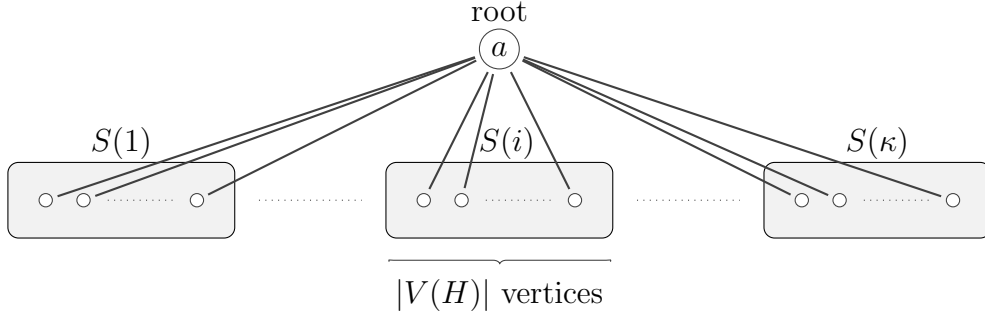 root
a
S(1)
S(i)
S(κ)
|V(H)| vertices